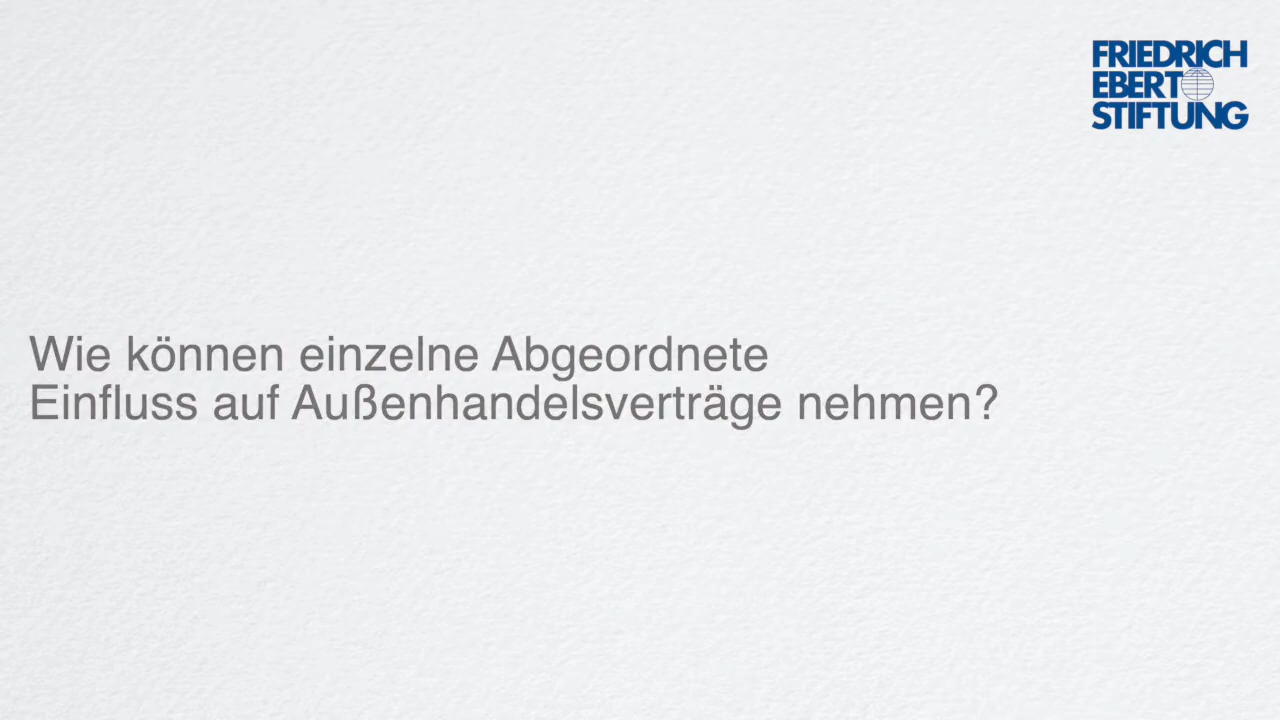 FRIEDRICH
EBERT
STIFTUNG
Wie können einzelne Abgeordnete
Einfluss auf Außenhandelsverträge nehmen?